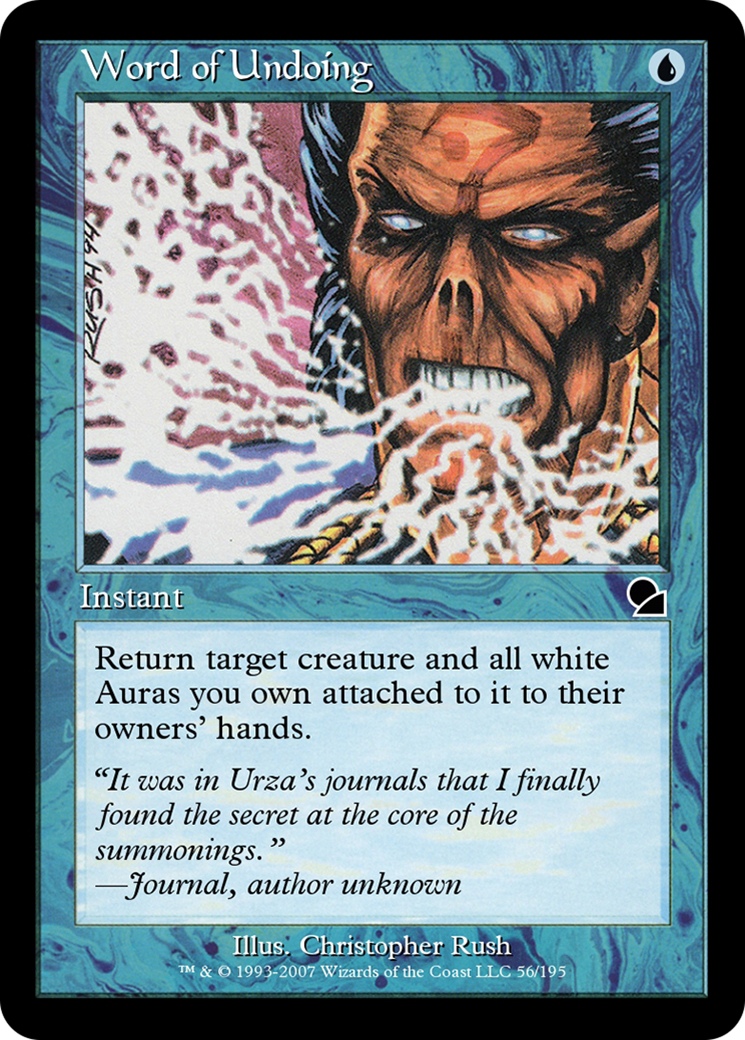 Word of Undoing
RUSH 94
Instant
Return target creature and all white
Auras you own attached to it to their
owners’ hands.
“It was in Urza’s journals that I finally
found the secret at the core of the
summonings.”
—Journal, author unknown
Illus. Christopher Rush
™ & © 1993-2007 Wizards of the Coast LLC 56/195